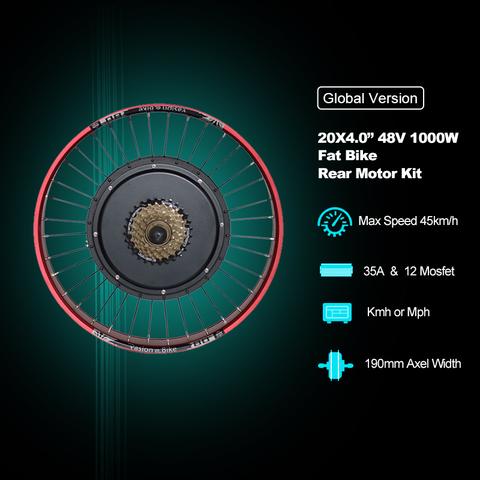 Global Version
20X4.0” 48V 1000W
Fat Bike
Rear Motor Kit
Max Speed 45km/h
35A & 12 Mosfet
Kmh or Mph
190mm Axel Width